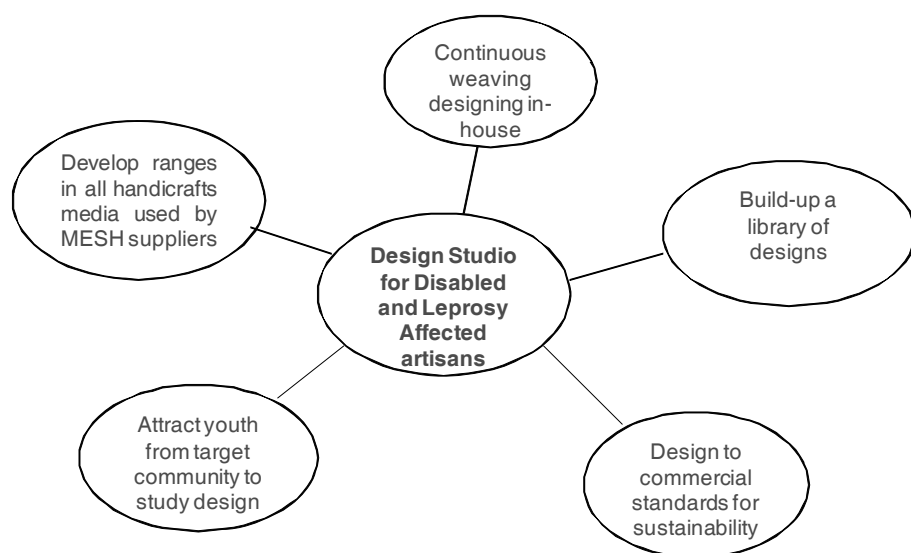 Continuous
weaving
designing in-
house
Develop ranges
in all handicrafts
media used by
MESH suppliers
Build-up a
library of
designs
Design Studio
for Disabled
and Leprosy
Affected
artisans
Attract youth
from target
community to
study design
Design to
commercial
standards for
sustainability